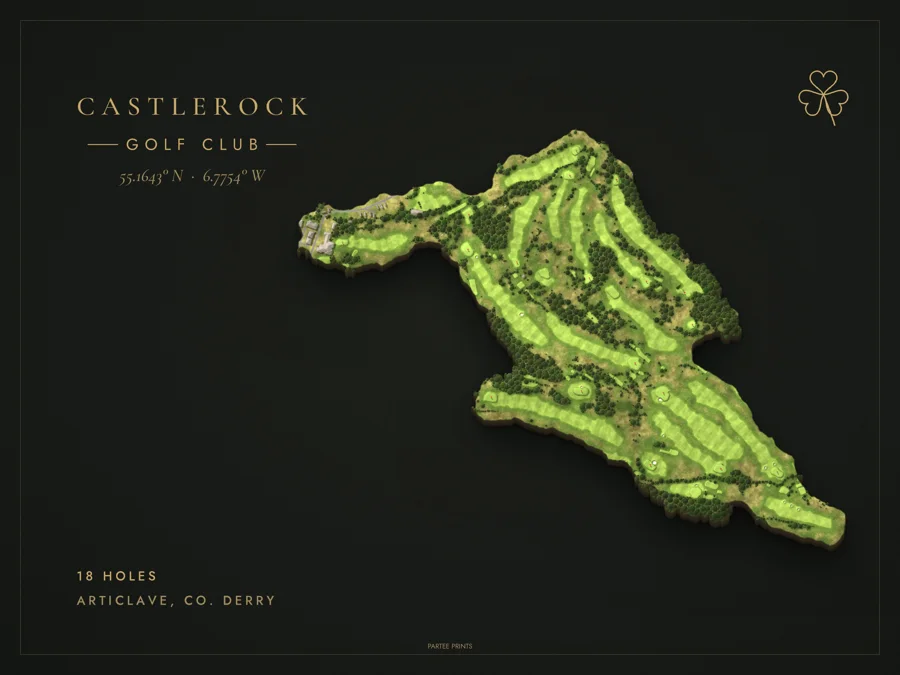 CASTLEROCK
GOLF CLUB
55.1643° N · 6.7754° W
18 HOLES
ARTICLAVE, CO. DERRY
PARTEE PRINTS